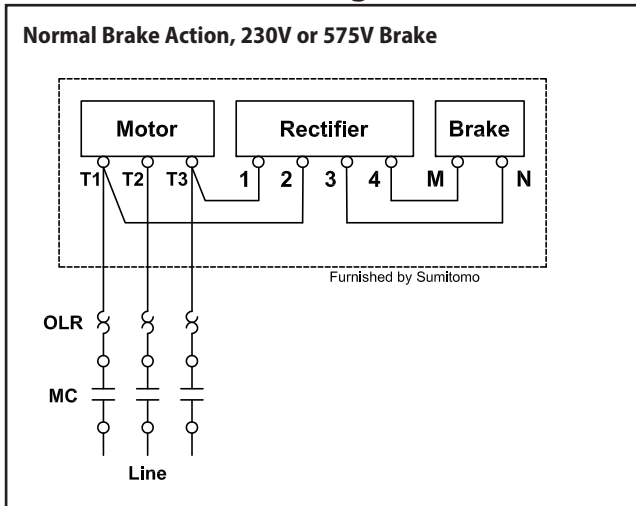 Normal Brake Action, 230V or 575V Brake
Motor Rectifier Brake
T1 T2 T3 1 2 3 4 M N
Furnished by Sumitomo
OLR
MC
Line